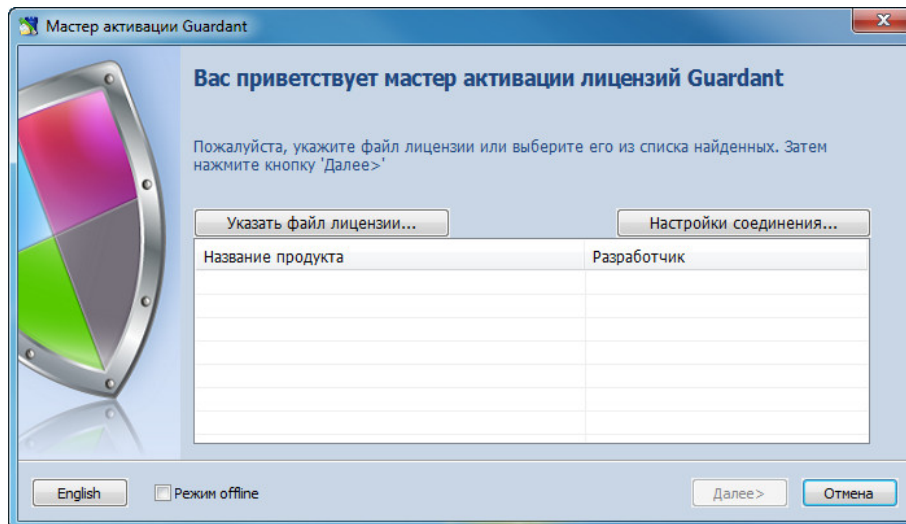 Мастер активации Guardant
Вас приветствует мастер активации лицензий Guardant
Пожалуйста, укажите файл лицензии или выберите его из списка найденных. Затем
нажмите кнопку 'Далее>'
Указать файл лицензии... Настройки соединения...
Название продукта Разработчик
English Режим offline Далее> Отмена